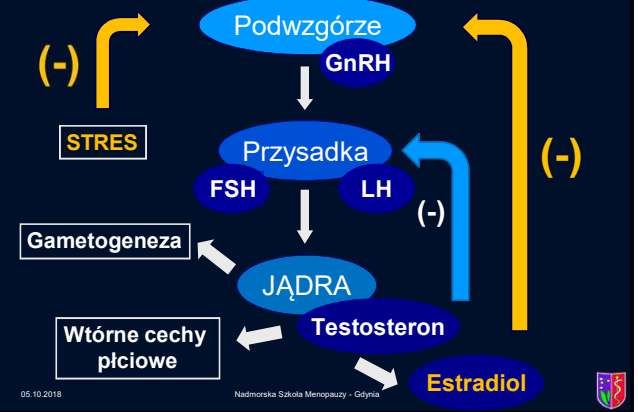 Podwzgórze
GnRH
(-)
STRES
Przysadka
FSH
LH
(-)
(-)
Gametogeneza
JĄDRA
Testosteron
Wtórne cechy
płciowe
Estradiol
05.10.2018
Nadmorska Szkoła Menopauzy - Gdynia